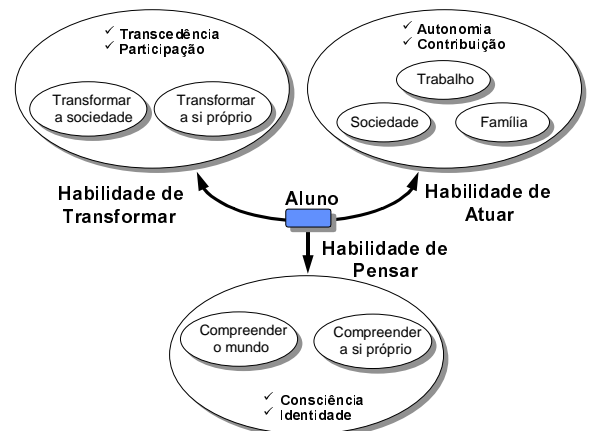 ✓ Transcedência
✓ Participação
Transformar
a sociedade
Transformar
a si próprio
✓ Autonomia
✓ Contribuição
Trabalho
Sociedade
Família
Habilidade de
Transformar
Aluno
Habilidade de
Atuar
Habilidade de
Pensar
Compreender
o mundo
Compreender
a si próprio
✓ Consciência
✓ Identidade